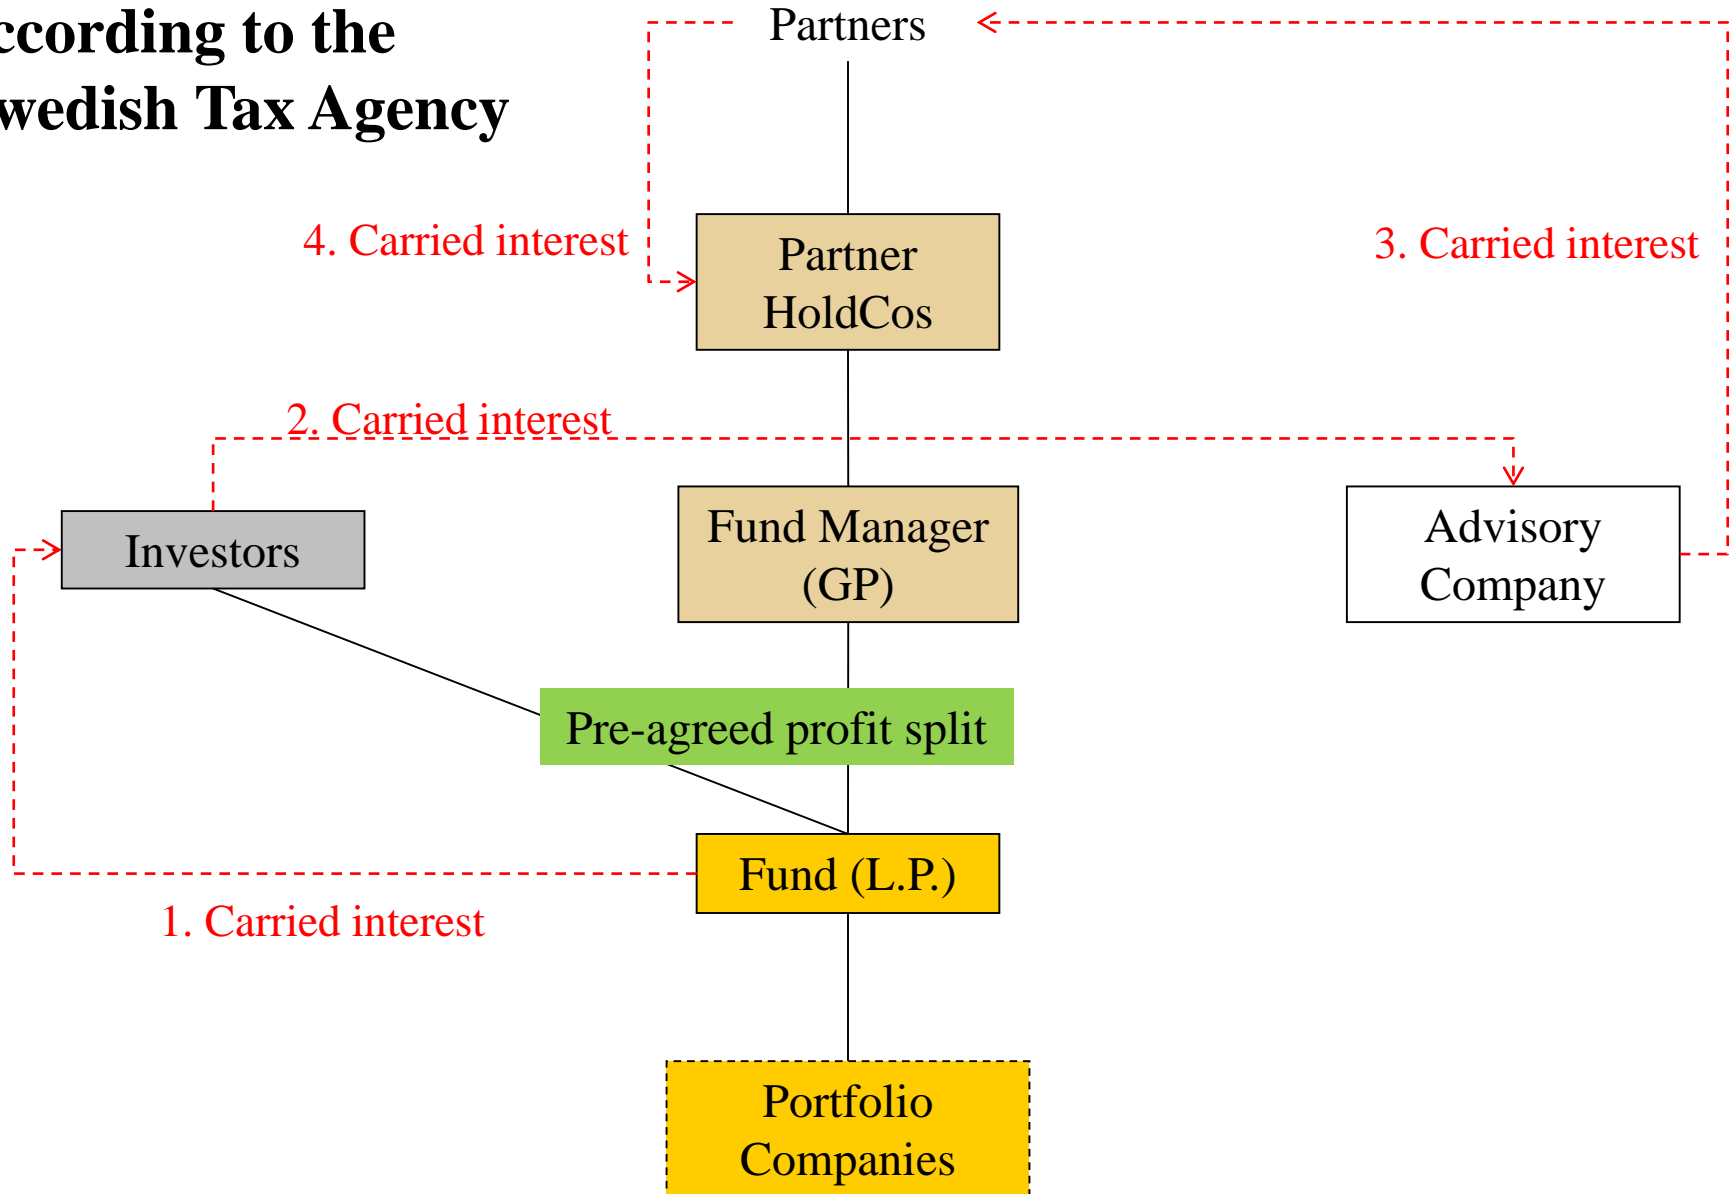 ccording to the
wedish Tax Agency
Partners
4. Carried interest
3. Carried interest
Partner
HoldCos
2. Carried interest
Investors
Fund Manager
(GP)
Advisory
Company
Pre-agreed profit split
Fund (L.P.)
1. Carried interest
Portfolio
Companies